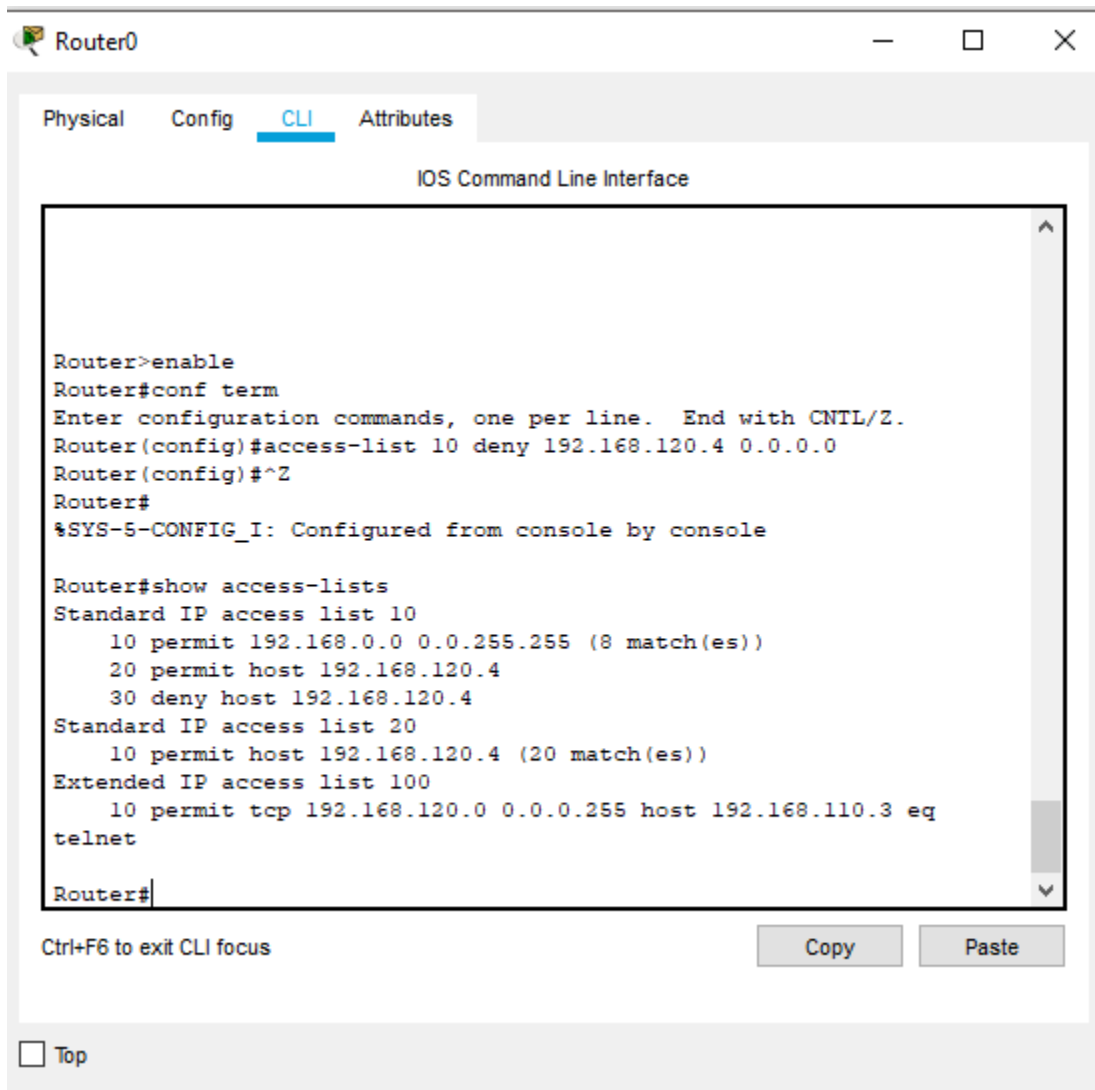 Router0
Physical Config CLI Attributes
IOS Command Line Interface
Router>enable
Router#conf term
Enter configuration commands, one per line.  End with CNTL/Z.
Router(config)#access-list 10 deny 192.168.120.4 0.0.0.0
Router(config)#^Z
Router#
%SYS-5-CONFIG_I: Configured from console by console
Router#show access-lists
Standard IP access list 10
    10 permit 192.168.0.0 0.0.255.255 (8 match(es))
    20 permit host 192.168.120.4
    30 deny host 192.168.120.4
Standard IP access list 20
    10 permit host 192.168.120.4 (20 match(es))
Extended IP access list 100
    10 permit tcp 192.168.120.0 0.0.0.255 host 192.168.110.3 eq
telnet
Router#
Ctrl+F6 to exit CLI focus
Copy Paste
Top